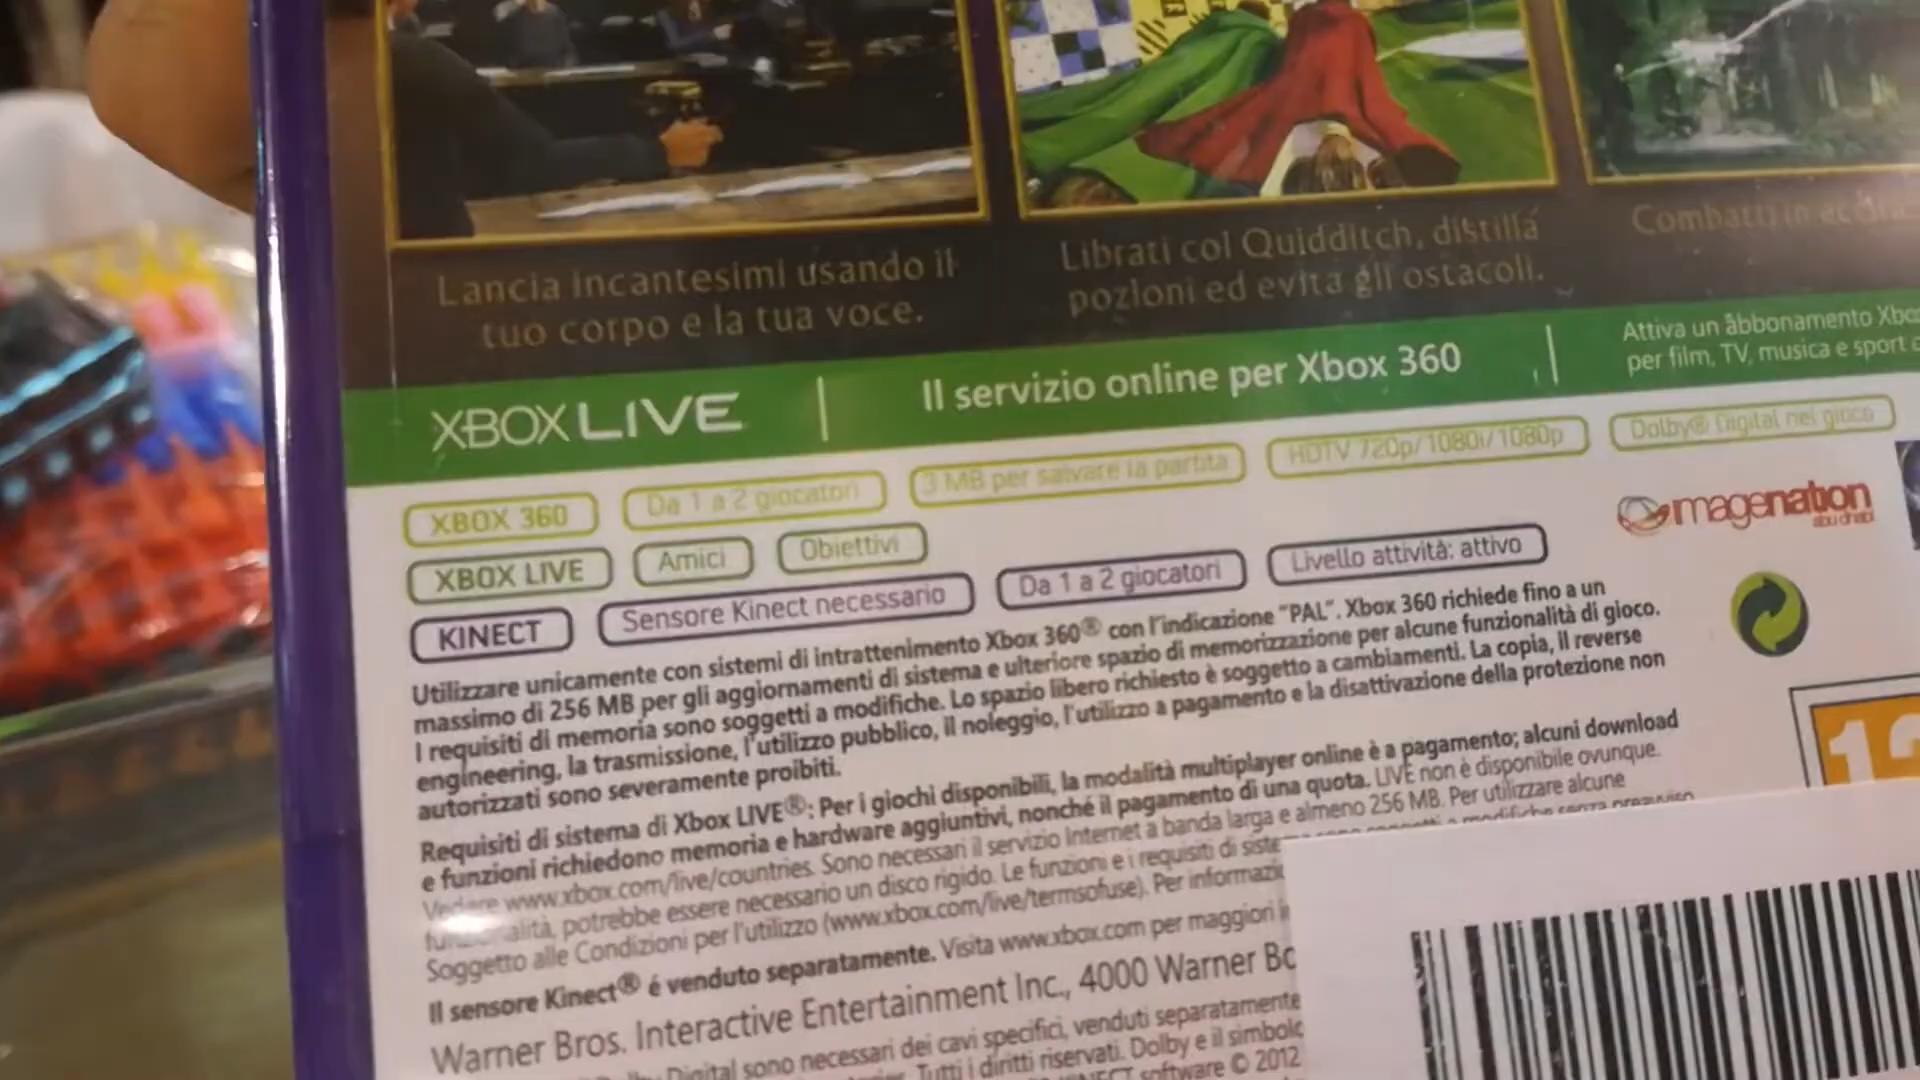 Lancia incantesimi usando il
tuo corpo e la tua voce.
Librati col Quidditch, distilla
pozioni ed evita gli ostacoli.
Combatti in
XBOX LIVE
Il servizio online per Xbox 360
Attiva un abbonamento
per film, TV, musica e sport
XBOX 360
Da 1 a 2 giocatori
3 MB per salvare la partita
HDTV 720p/1080i/1080p
Dolby® Digital nel gioco
XBOX LIVE
Amici
Obiettivi
KINECT
Sensore Kinect necessario
Da 1 a 2 giocatori
Livello attività: attivo
imagenation
abu dhabi
Utilizzare unicamente con sistemi di intrattenimento Xbox 360® con l'indicazione "PAL". Xbox 360 richiede fino a un
massimo di 256 MB per gli aggiornamenti di sistema e ulteriore spazio di memorizzazione per alcune funzionalità di gioco.
I requisiti di memoria sono soggetti a modifiche. Lo spazio libero richiesto è soggetto a cambiamenti. La copia, il reverse
engineering, la trasmissione, l'utilizzo pubblico, il noleggio, l'utilizzo a pagamento e la disattivazione della protezione non
autorizzati sono severamente proibiti.
Requisiti di sistema di Xbox LIVE®: Per i giochi disponibili, la modalità multiplayer online è a pagamento; alcuni download
e funzioni richiedono memoria e hardware aggiuntivi, nonché il pagamento di una quota. LIVE non è disponibile ovunque.
www.xbox.com/live/countries. Sono necessari il servizio Internet a banda larga e almeno 256 MB. Per utilizzare alcune
potrebbe essere necessario un disco rigido. Le funzioni e i requisiti di
Soggetto alle Condizioni per l'utilizzo (www.xbox.com/live/termsofuse). Per
Il sensore Kinect® é venduto separatamente. Visita www.xbox.com per maggiori
Warner Bros. Interactive Entertainment Inc., 4000 Warner
Digital sono necessari dei cavi specifici, venduti separatamente
Tutti i diritti riservati. Dolby e il
software © 2012